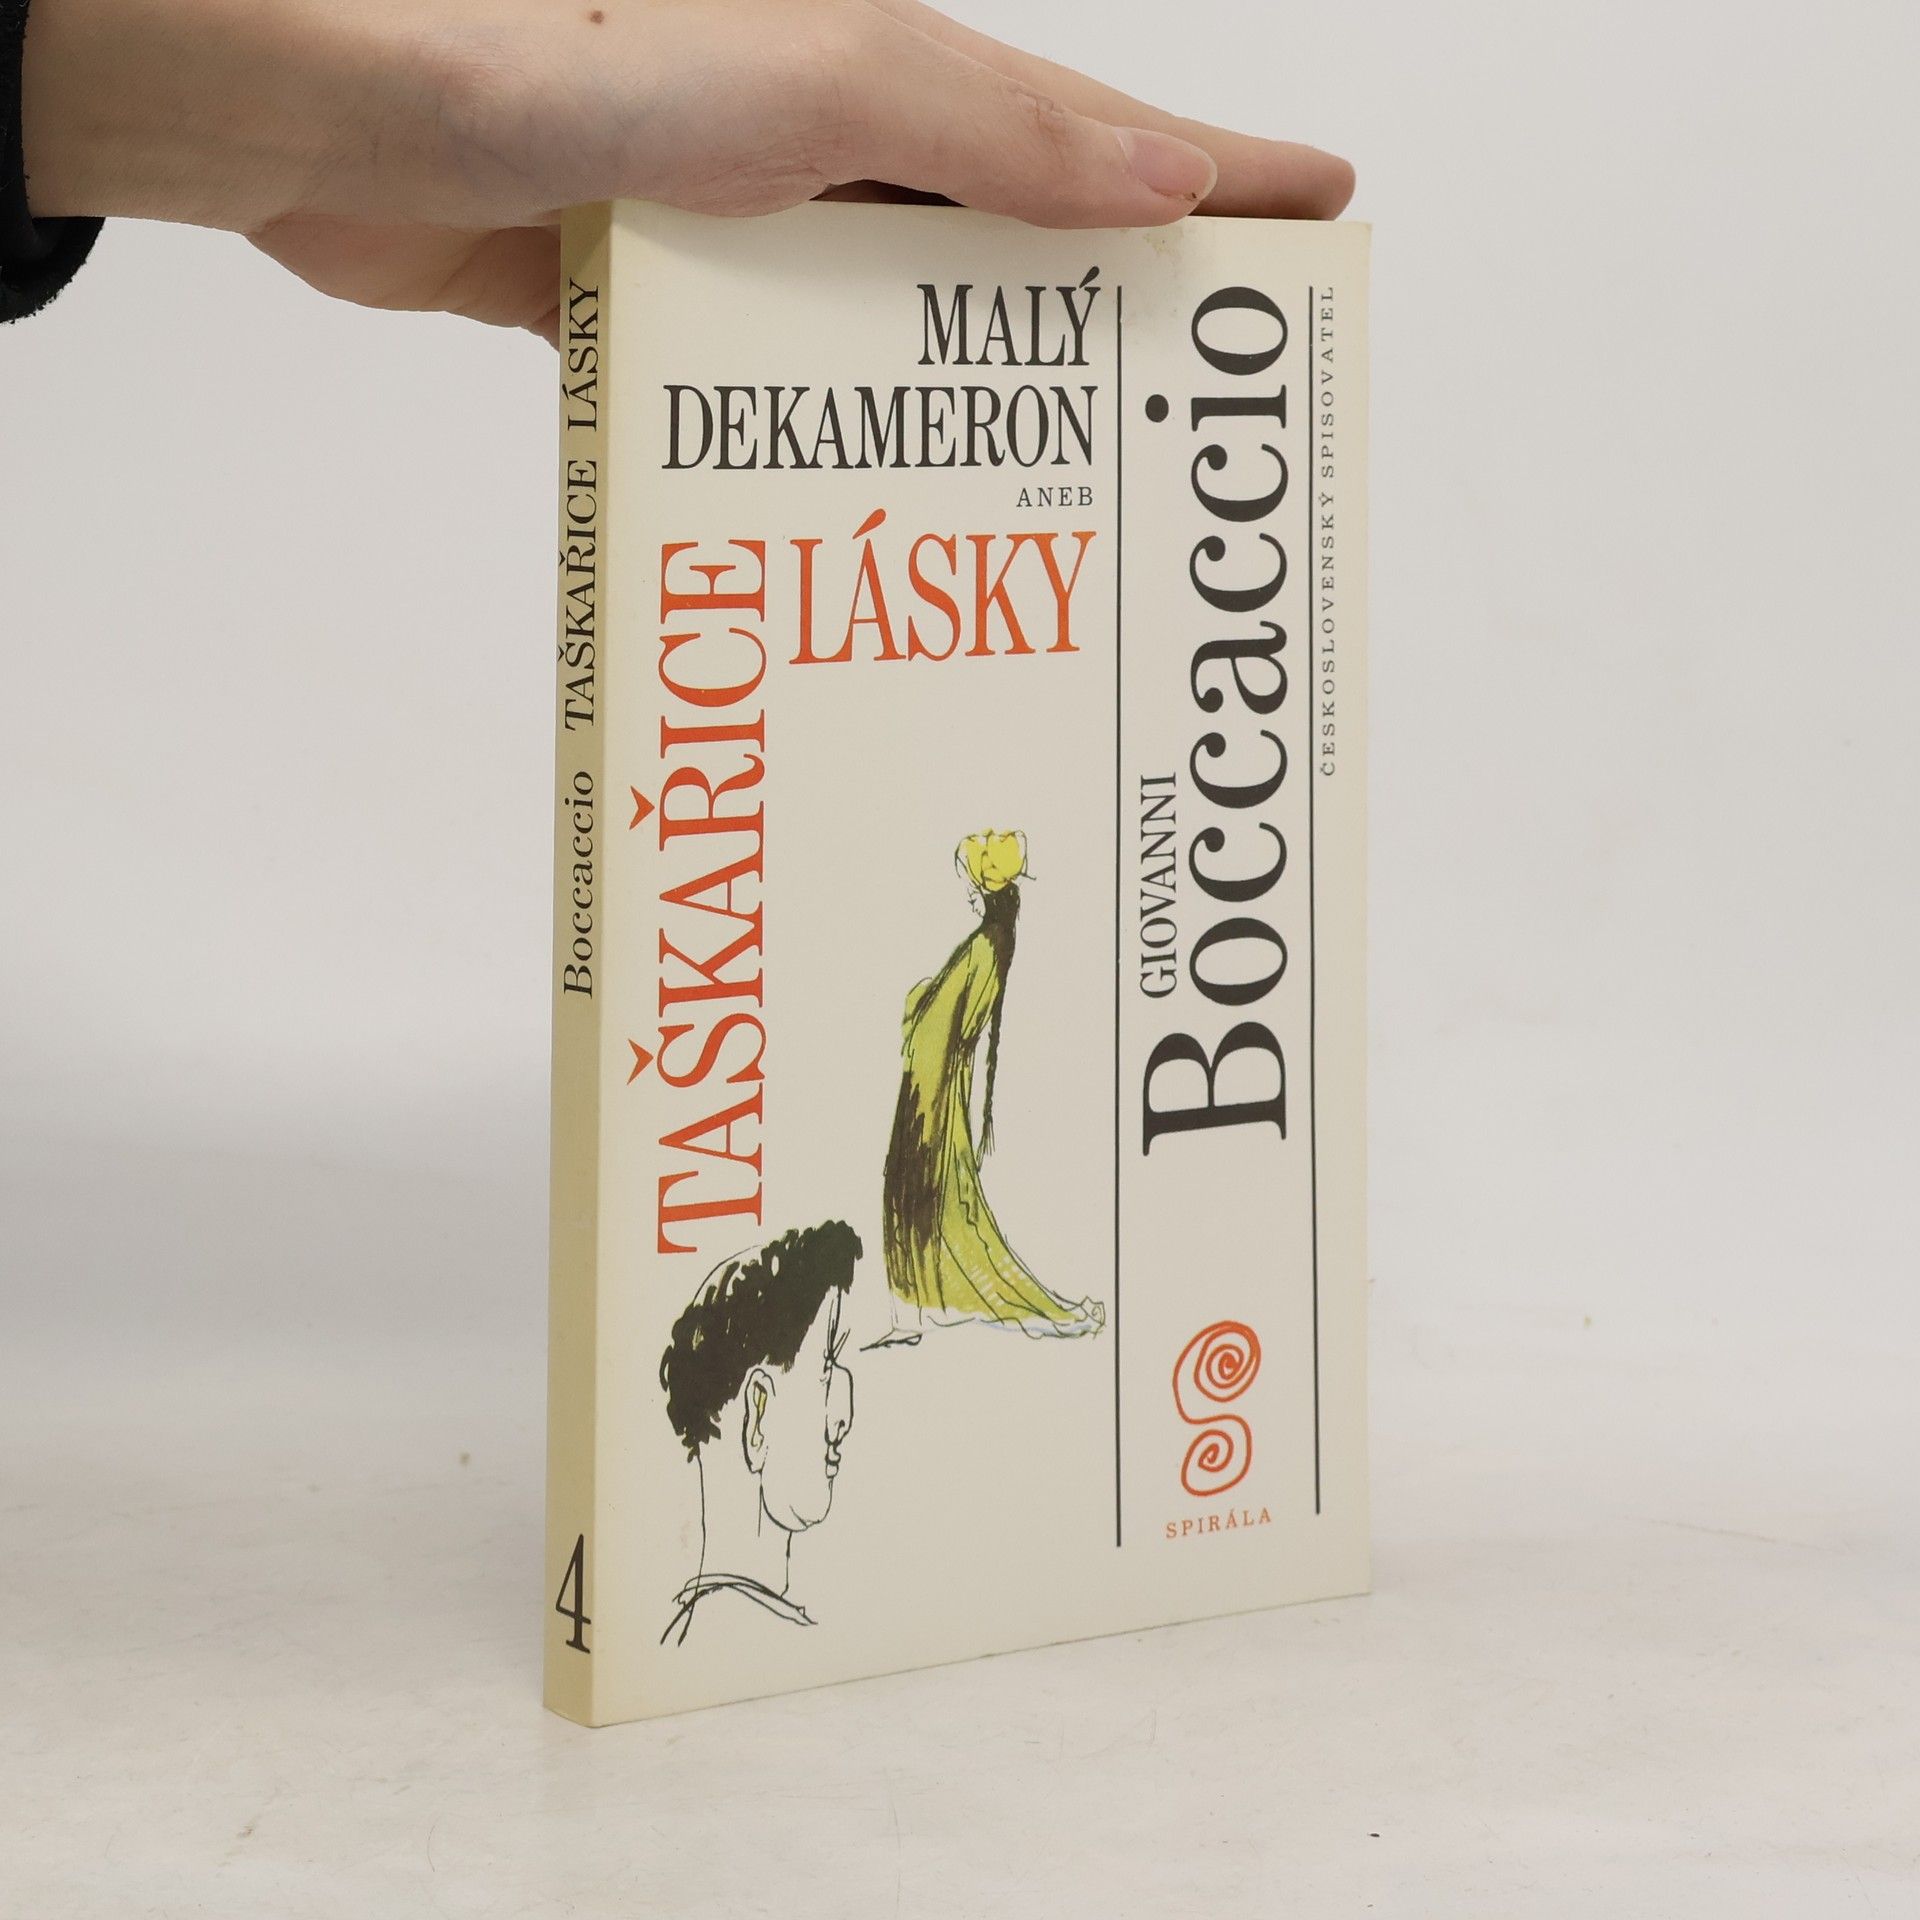 MALÝ
DEKAMERON
ANEB
TAŠKAŘICE
LÁSKY
GIOVANNI
Boccaccio
ČESKOSLOVENSKÝ SPISOVATEL
SPIRÁLA
Boccaccio TAŠKAŘICE LÁSKY
4